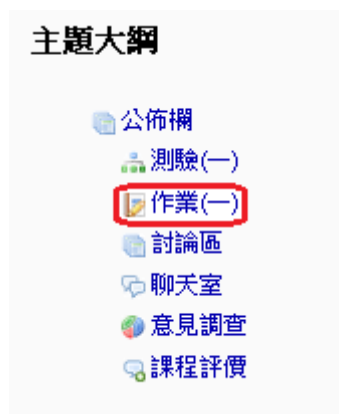 主題大綱
公佈欄
測驗(一)
作業(一)
討論區
聊天室
意見調查
課程評價